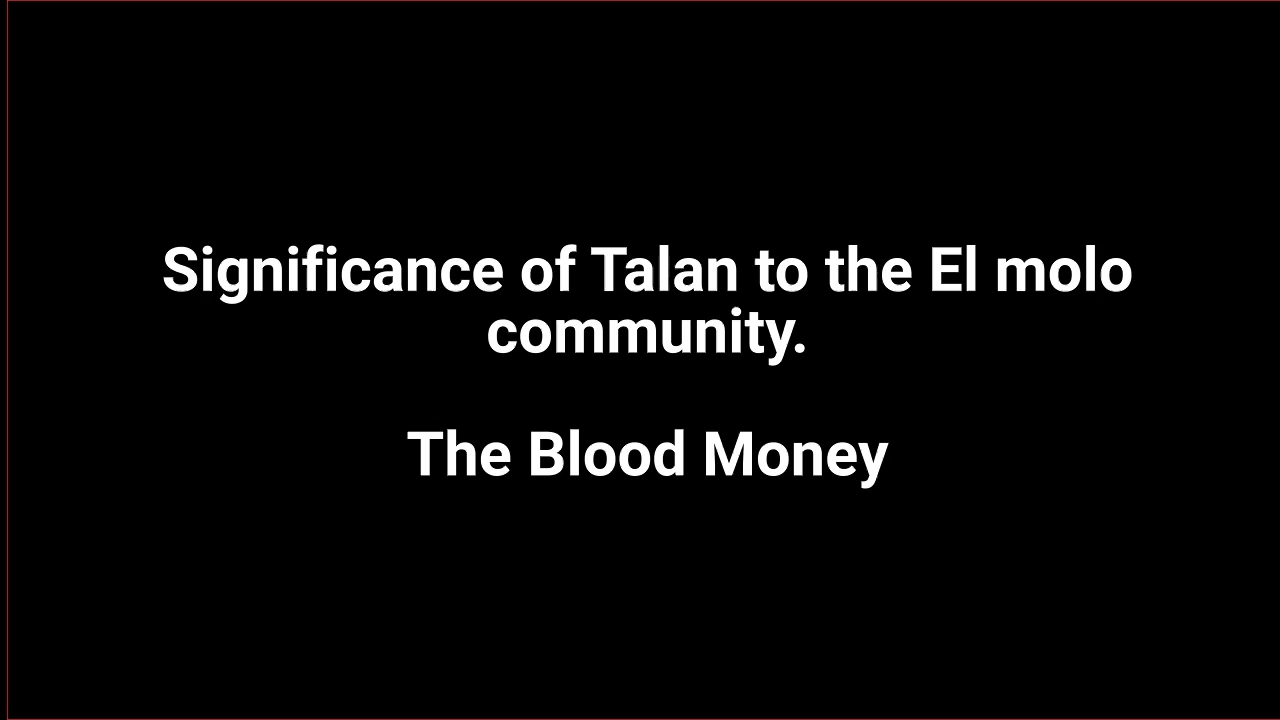 Significance of Talan to the El molo
community.
The Blood Money